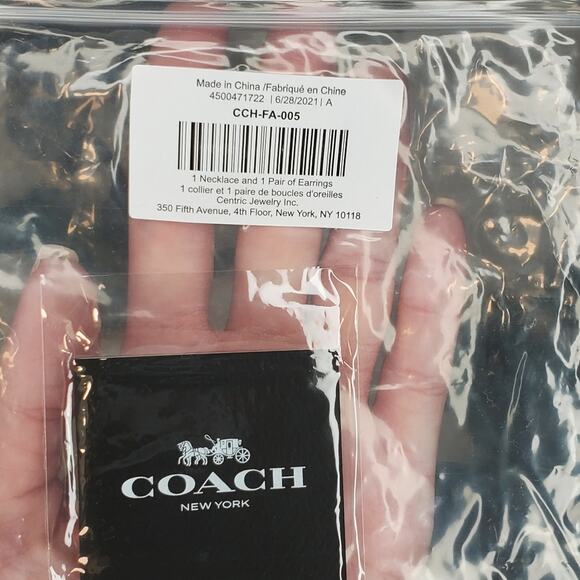 Made in China /Fabriqué en Chine
4500471722 | 6/28/2021 | A
CCH-FA-005
1 Necklace and 1 Pair of Earrings
1 collier et 1 paire de boucles d'oreilles
Centric Jewelry Inc.
350 Fifth Avenue, 4th Floor, New York, NY 10118
COACH
NEW YORK